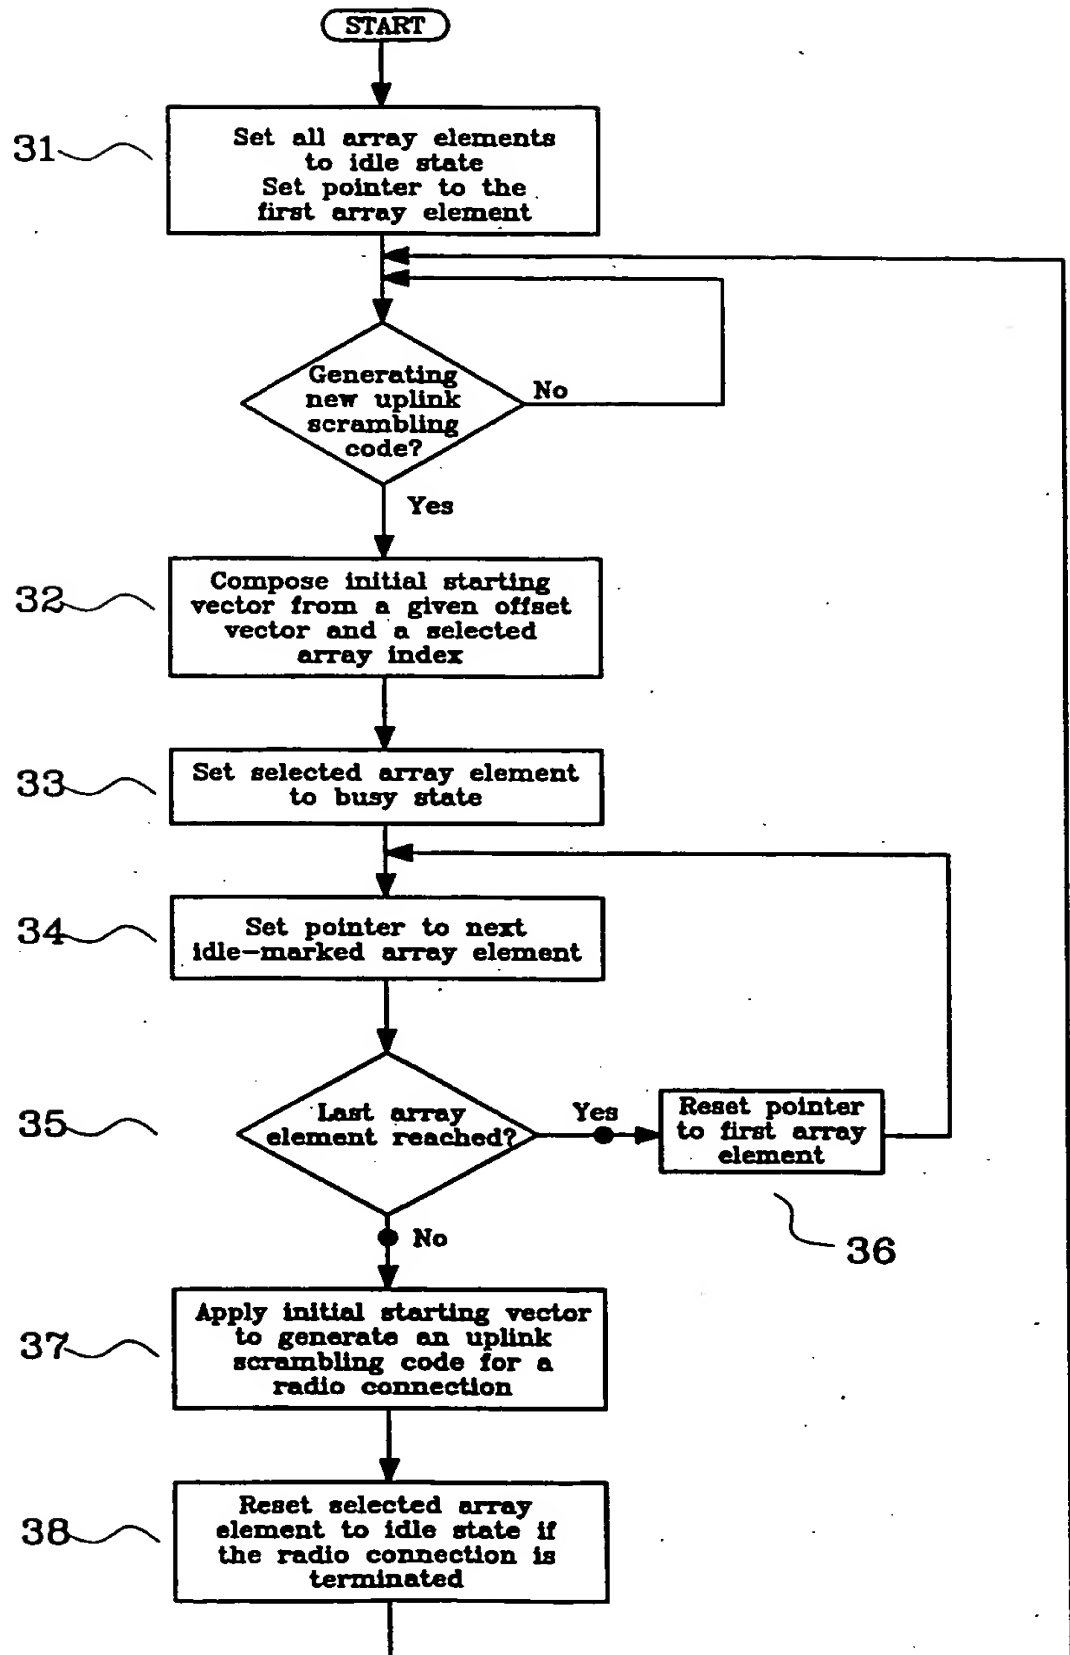 START
31
Set all array elements
to idle state
Set pointer to the
first array element
Generating
new uplink
scrambling
code?
No
Yes
32
Compose initial starting
vector from a given offset
vector and a selected
array index
33
Set selected array element
to busy state
34
Set pointer to next
idle-marked array element
35
Last array
element reached?
Yes
Reset pointer
to first array
element
36
No
37
Apply initial starting vector
to generate an uplink
scrambling code for a
radio connection
38
Reset selected array
element to idle state if
the radio connection is
terminated